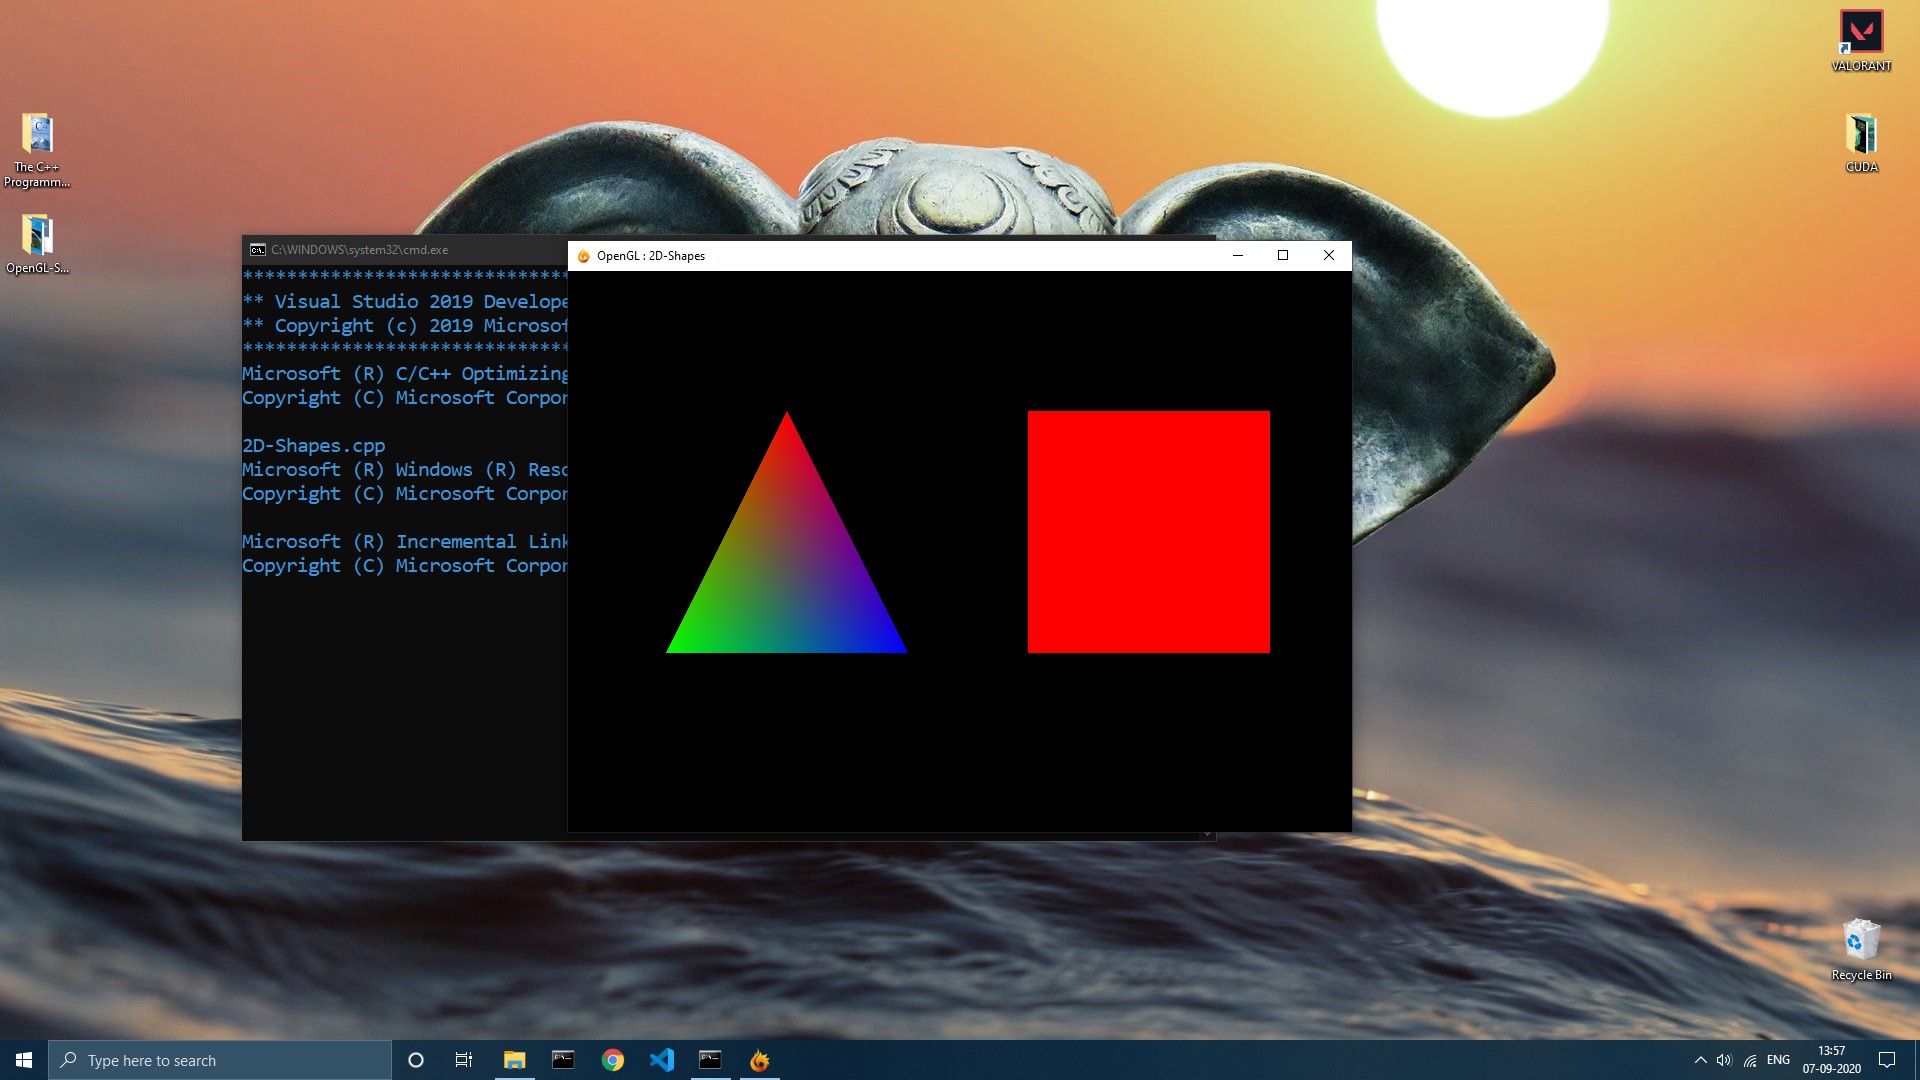 VALORANT
The C++
Programm...
CUDA
OpenGL-S...
C:\WINDOWS\system32\cmd.exe
OpenGL : 2D-Shapes
******************************
** Visual Studio 2019 Develope
** Copyright (c) 2019 Microsof
******************************
Microsoft (R) C/C++ Optimizing
Copyright (C) Microsoft Corpor
2D-Shapes.cpp
Microsoft (R) Windows (R) Reso
Copyright (C) Microsoft Corpor
Microsoft (R) Incremental Link
Copyright (C) Microsoft Corpor
Recycle Bin
Type here to search
ENG
13:57
07-09-2020